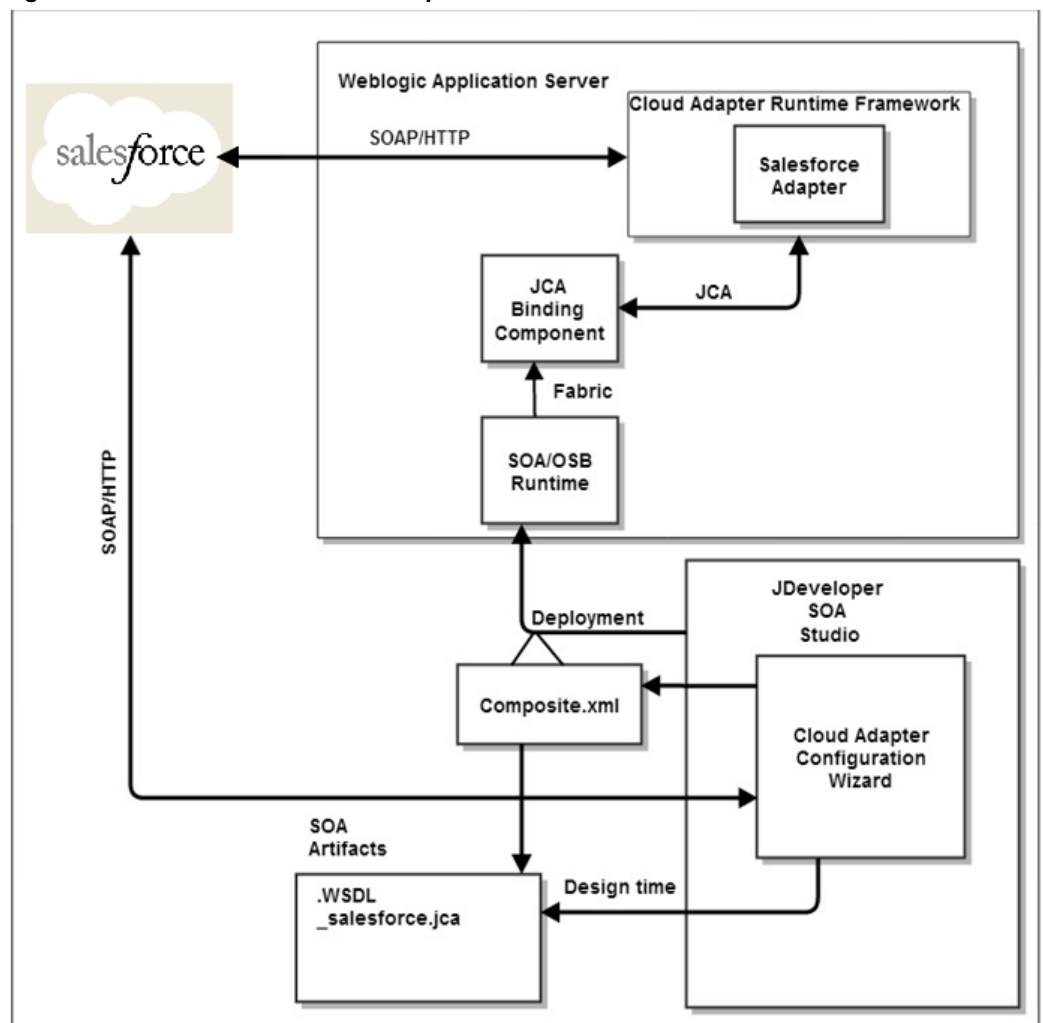 Weblogic Application Server
Cloud Adapter Runtime Framework
SOAP/HTTP
salesforce
Salesforce
Adapter
JCA
Binding
Component
JCA
Fabric
SOA/OSB
Runtime
SOAP/HTTP
JDeveloper
SOA
Studio
Deployment
Composite.xml
Cloud Adapter
Configuration
Wizard
SOA
Artifacts
.WSDL
_salesforce.jca
Design time